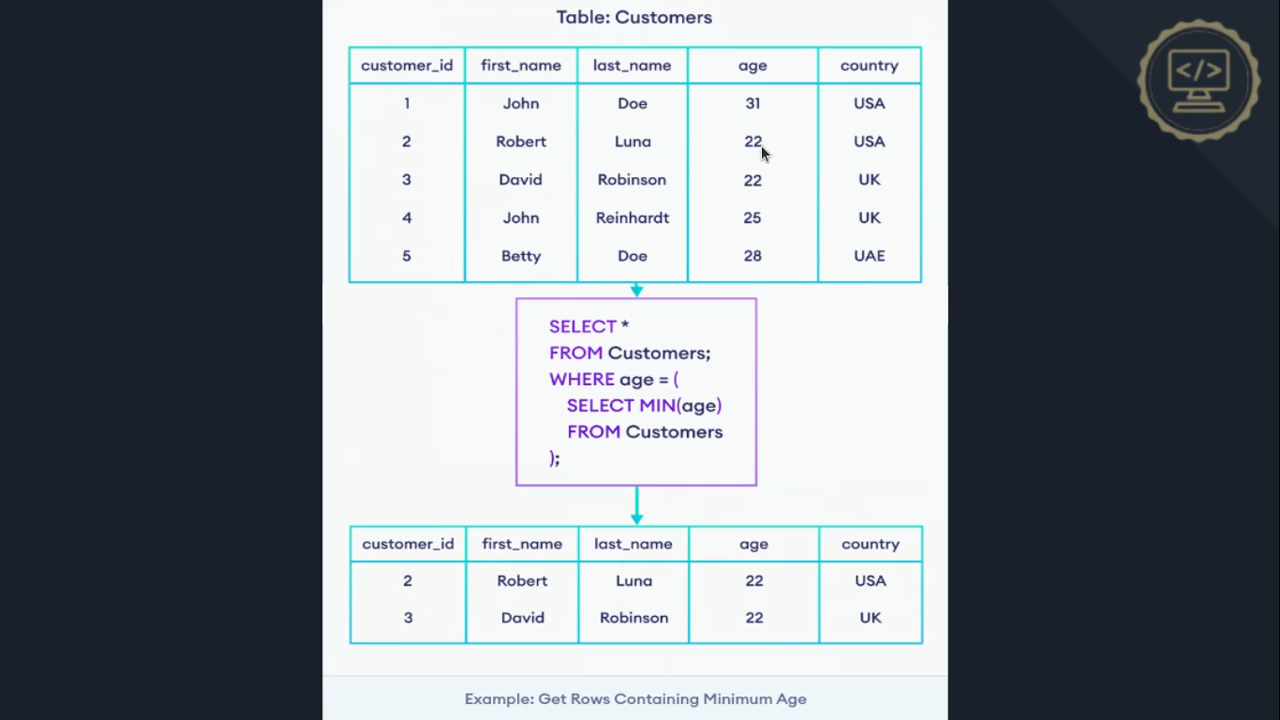 Table: Customers
customer_id first_name last_name age country
1 John Doe 31 USA
2 Robert Luna 22 USA
3 David Robinson 22 UK
4 John Reinhardt 25 UK
5 Betty Doe 28 UAE
SELECT *
FROM Customers;
WHERE age = (
SELECT MIN(age)
FROM Customers
);
customer_id first_name last_name age country
2 Robert Luna 22 USA
3 David Robinson 22 UK
Example: Get Rows Containing Minimum Age
</>